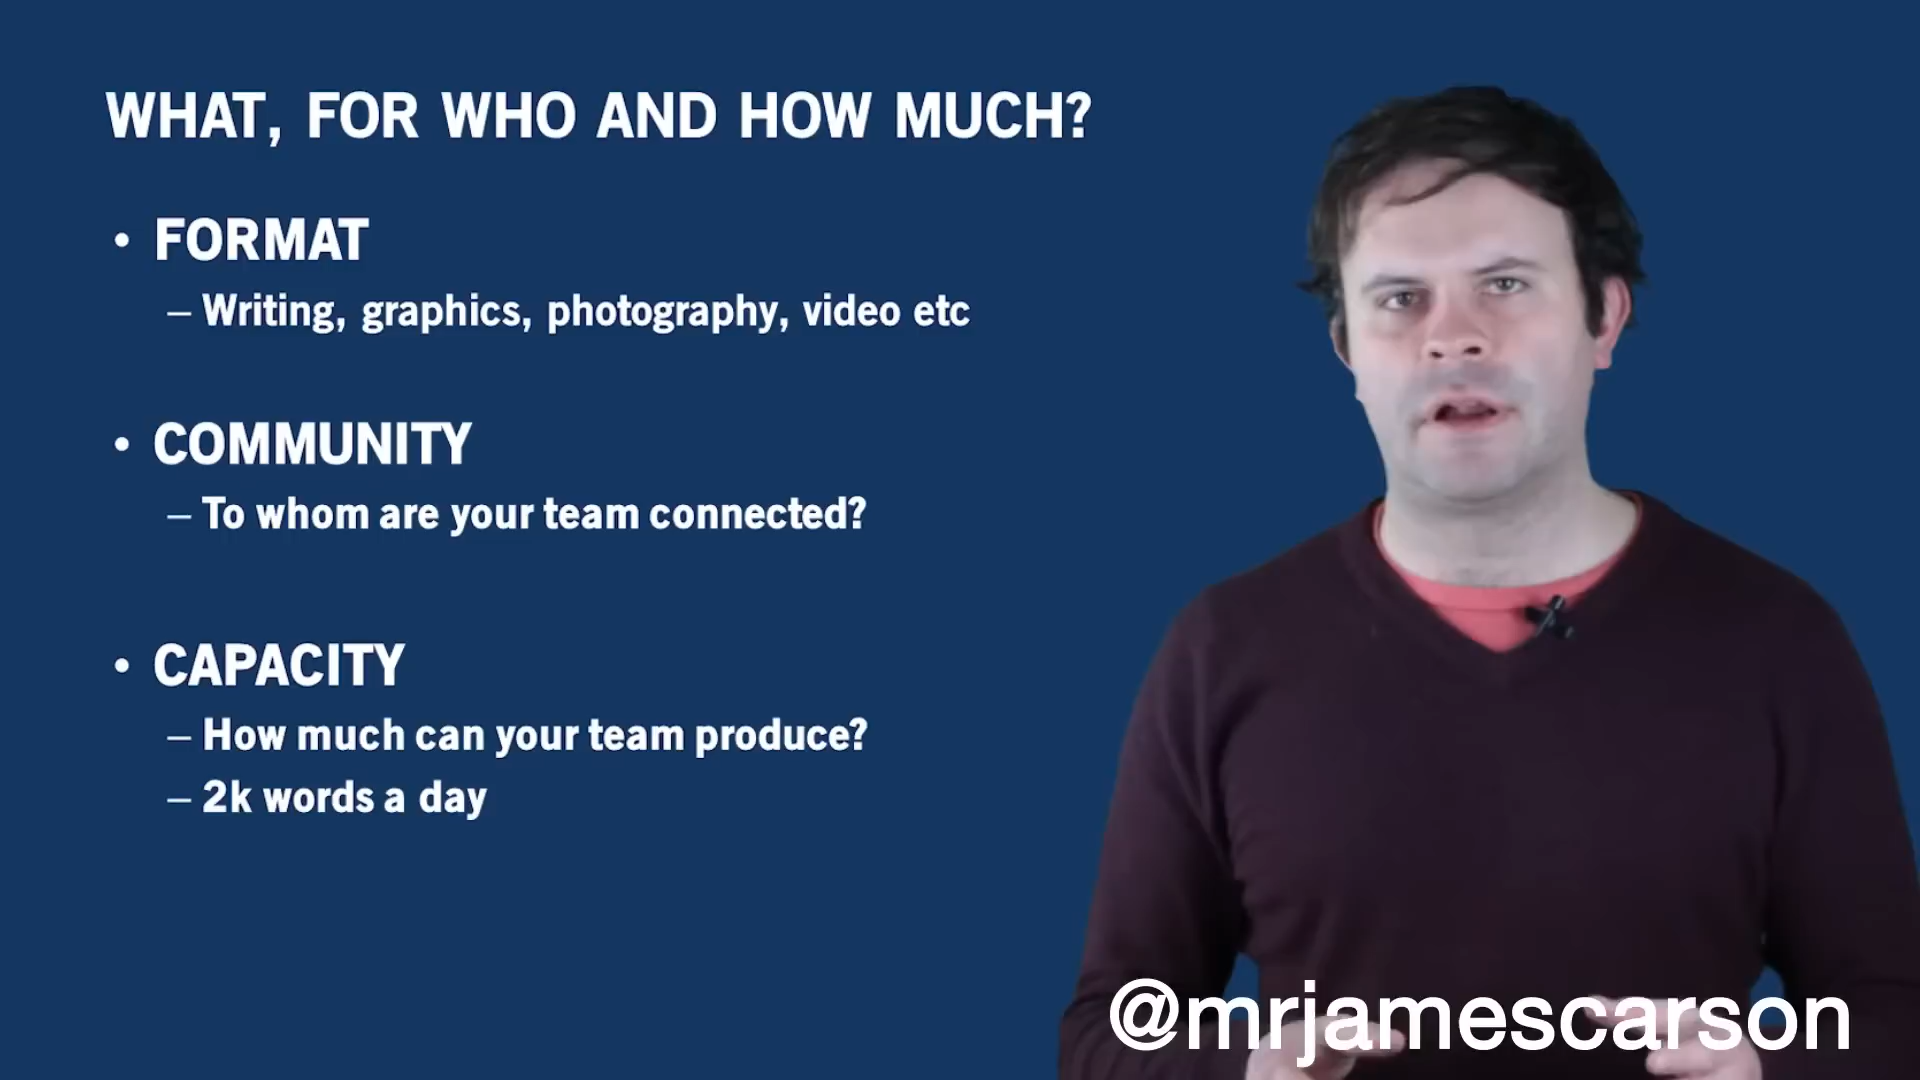 WHAT, FOR WHO AND HOW MUCH?
• FORMAT
– Writing, graphics, photography, video etc
• COMMUNITY
– To whom are your team connected?
• CAPACITY
– How much can your team produce?
– 2k words a day
@mrjamescarson